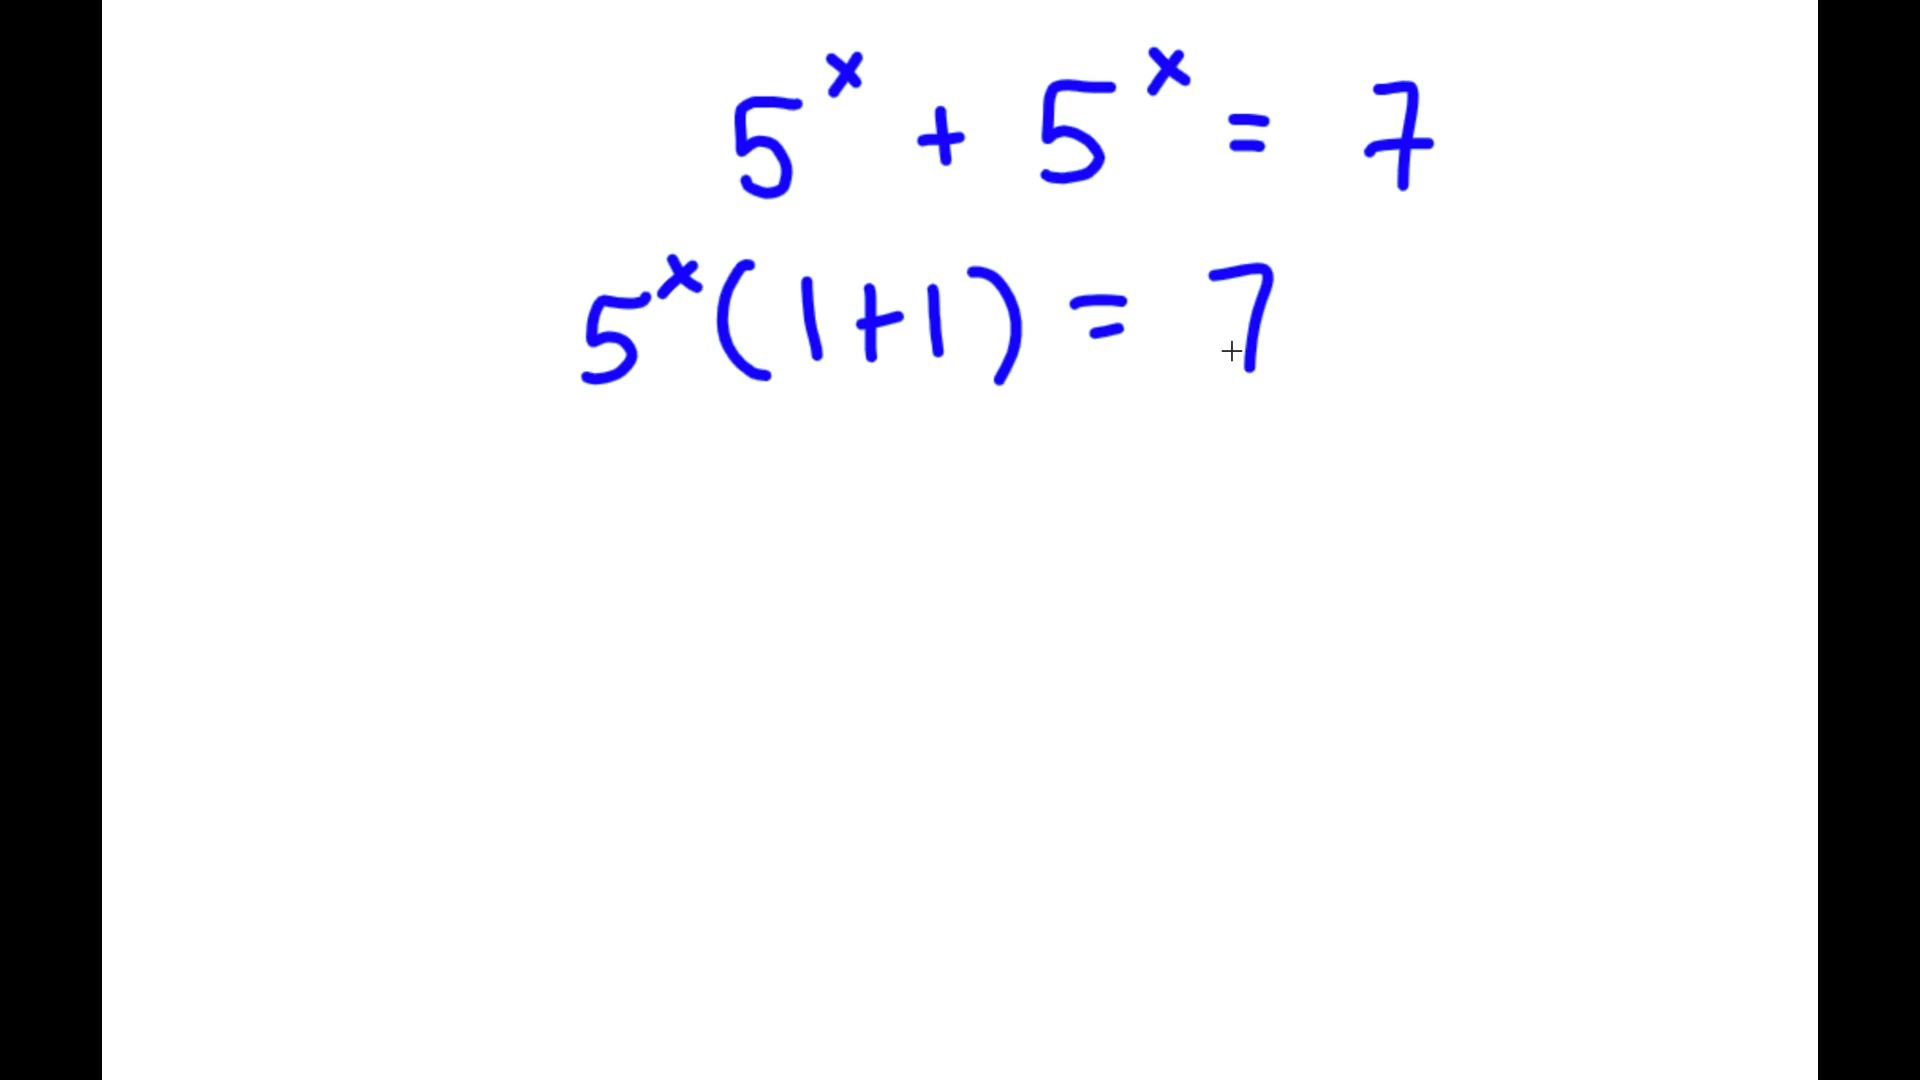 5^x + 5^x = 7
5^x(1+1) = 7